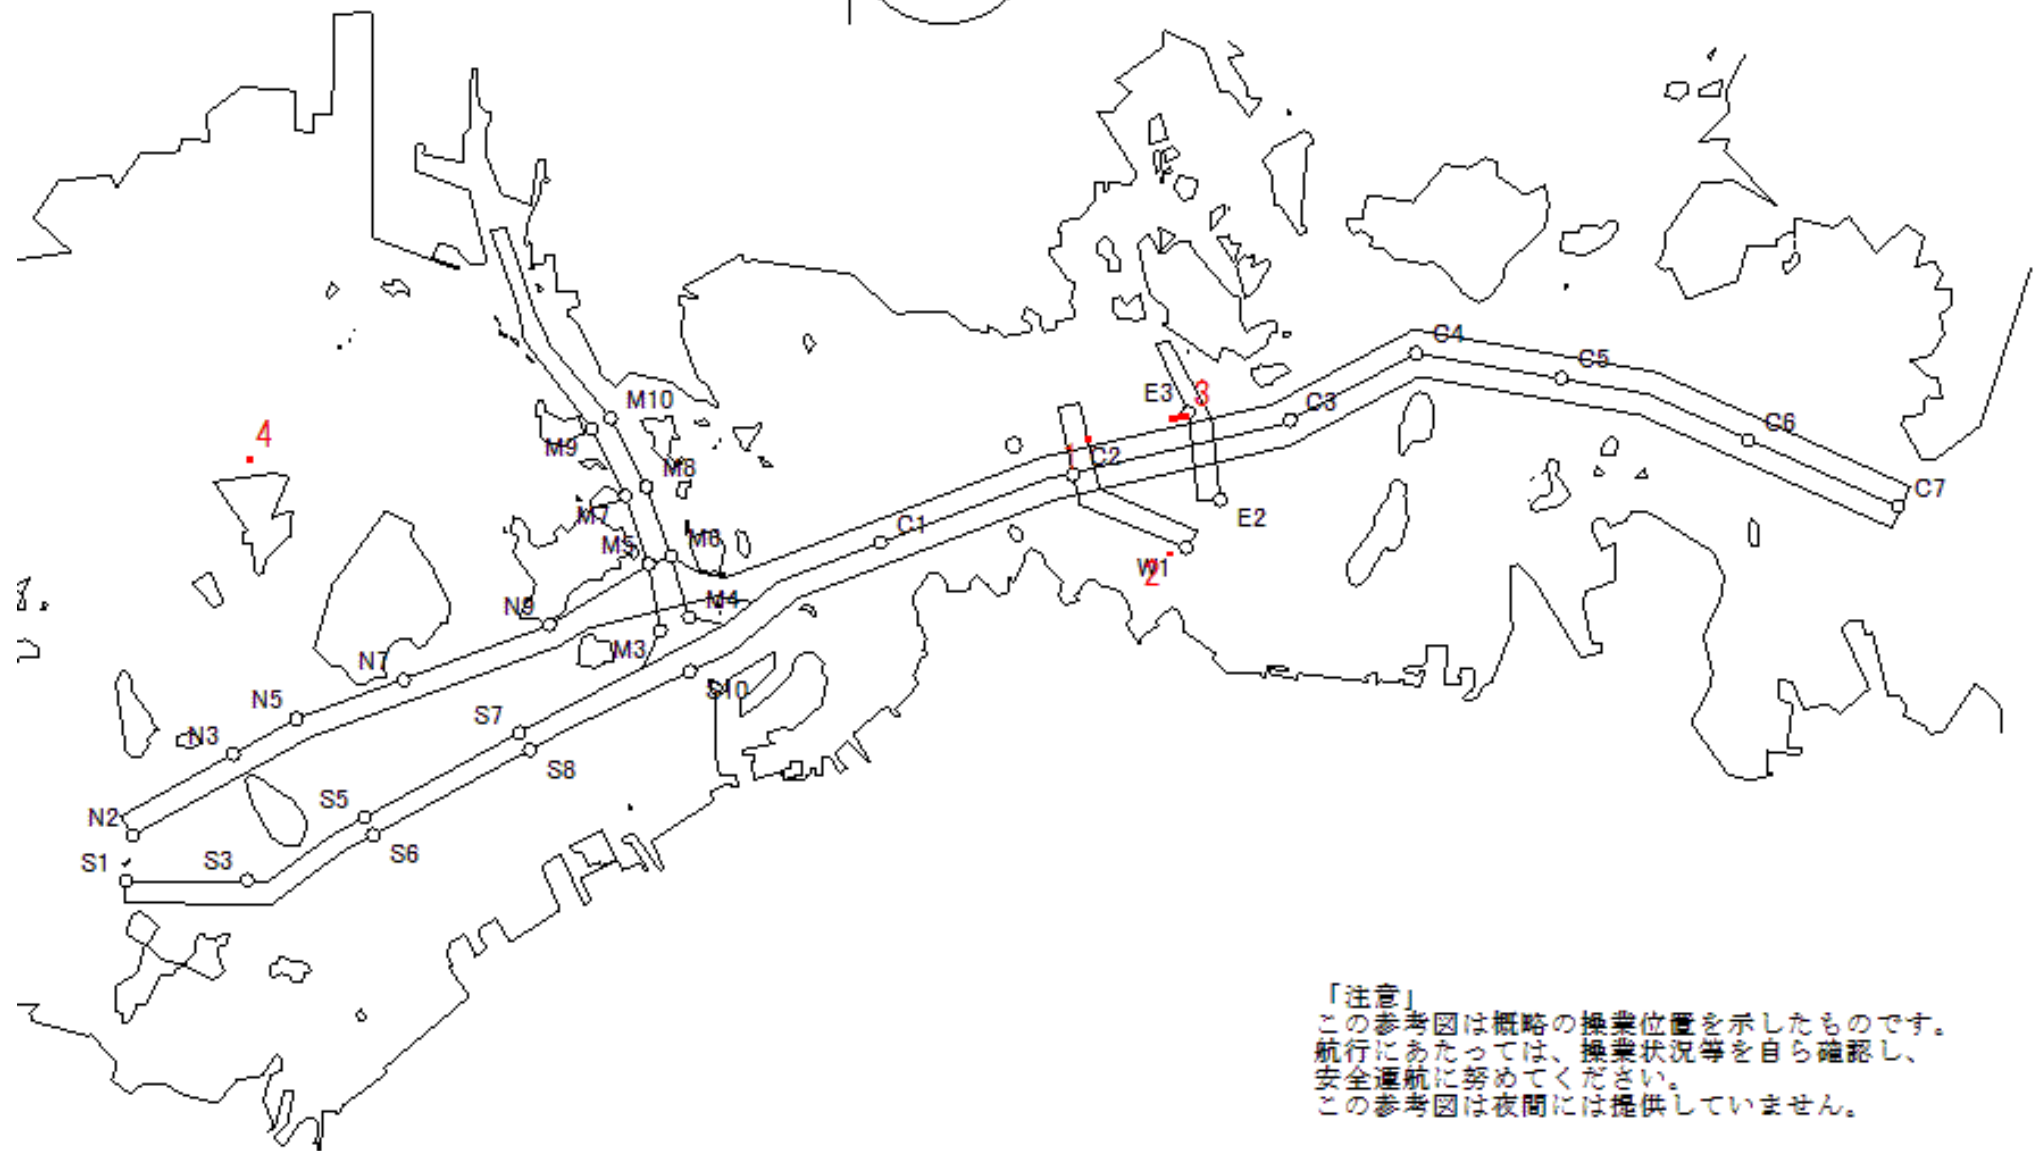 C4
C5
M10
E3
3
C3
C6
4
M9
1
C2
M8
C7
M7
E2
C1
M5
M6
W1
2
N9
M4
M3
N7
S10
N5
S7
N3
S8
S5
N2
S6
S1
S3
「注意」
この参考図は概略の操業位置を示したものです。
航行にあたっては、操業状況等を自ら確認し、
安全運航に努めてください。
この参考図は夜間には提供していません。